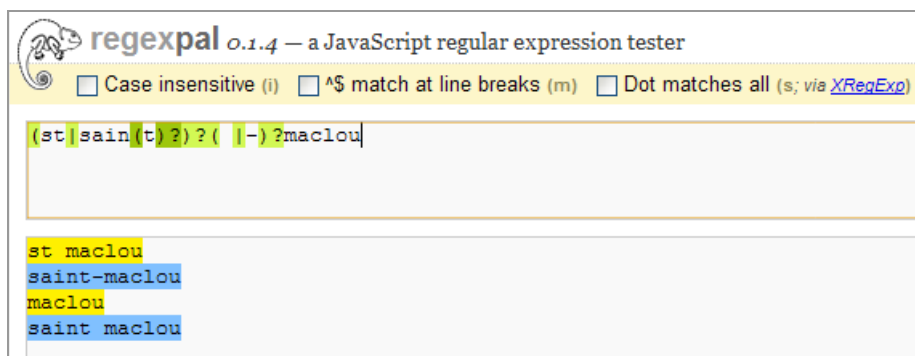 regexpal 0.1.4 — a JavaScript regular expression tester
Case insensitive (i) ^$ match at line breaks (m) Dot matches all (s; via XRegExp)
(st|sain(t)?)?( |-)?maclou
st maclou
saint-maclou
maclou
saint maclou